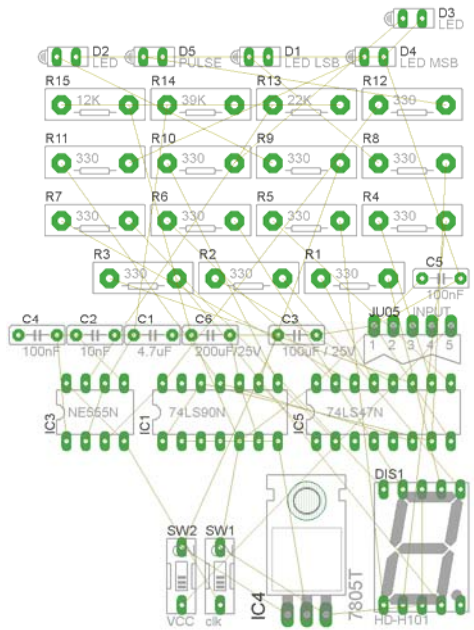 D3
LED
D2
LED
D5
PULSE
D1
LED LSB
D4
LED MSB
R15
12K
R14
39K
R13
22K
R12
330
R11
330
R10
330
R9
330
R8
330
R7
330
R6
330
R5
330
R4
330
R3
330
R2
330
R1
330
C5
100nF
C4
100nF
C2
10nF
C1
4.7uF
C6
200uF/25V
C3
100uF / 25V
JU05
INPUT
1 2 3 4 5
IC3
NE555N
IC1
74LS90N
IC5
74LS47N
DIS1
HD-H101
SW2
VCC
SW1
clk
IC4
7805T